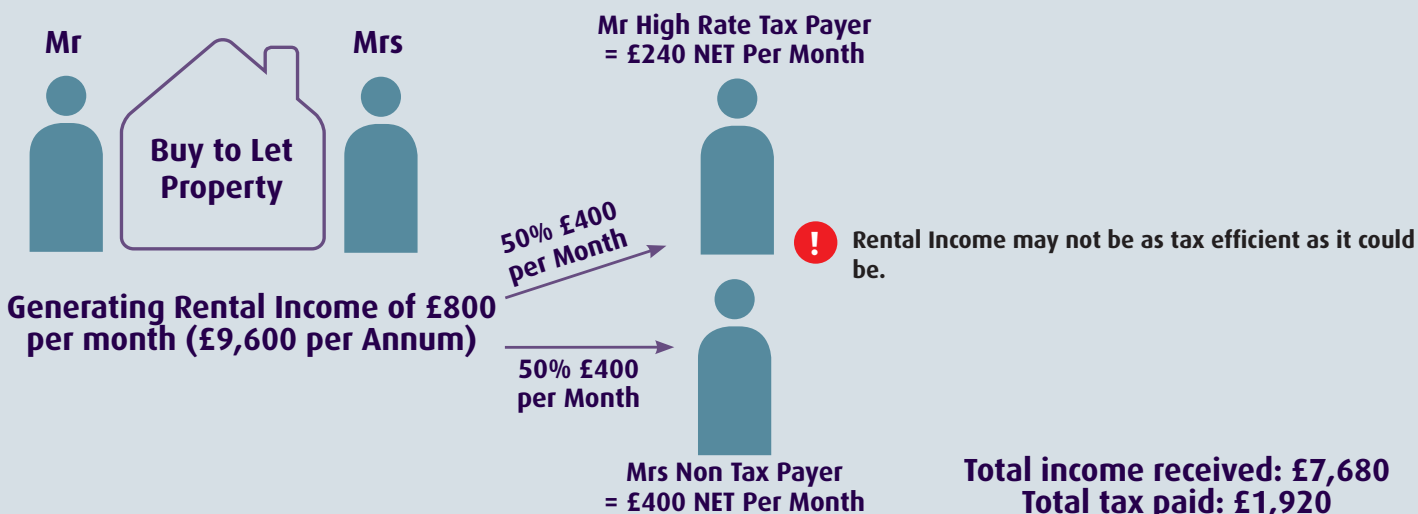 Mr
Mrs
Buy to Let
Property
Generating Rental Income of £800
per month (£9,600 per Annum)
50% £400
per Month
50% £400
per Month
Mr High Rate Tax Payer
= £240 NET Per Month
!
Rental Income may not be as tax efficient as it could
be.
Mrs Non Tax Payer
= £400 NET Per Month
Total income received: £7,680
Total tax paid: £1,920